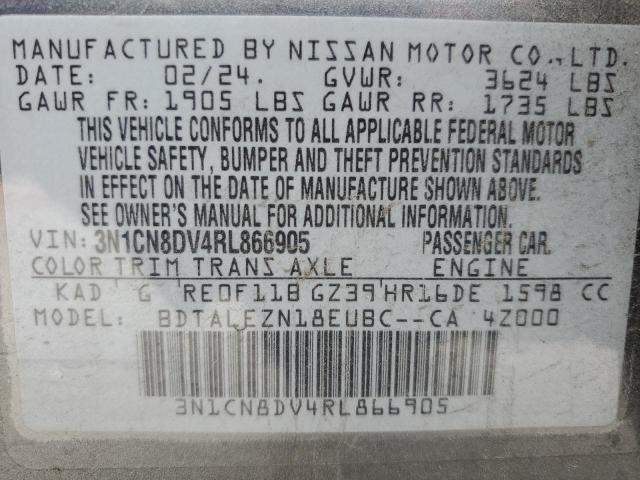 MANUFACTURED BY NISSAN MOTOR CO., LTD.
DATE: 02/24. GVWR: 3624 LBS
GAWR FR: 1905 LBS GAWR RR: 1735 LBS
THIS VEHICLE CONFORMS TO ALL APPLICABLE FEDERAL MOTOR
VEHICLE SAFETY, BUMPER AND THEFT PREVENTION STANDARDS
IN EFFECT ON THE DATE OF MANUFACTURE SHOWN ABOVE.
SEE OWNER'S MANUAL FOR ADDITIONAL INFORMATION.
VIN: 3N1CN8DV4RL866905 PASSENGER CAR.
COLOR TRIM TRANS AXLE ENGINE
KAD G RE0F11B GZ39 HR16DE 1598 CC
MODEL: BDTALEZN18EUBC--CA 4Z000
3N1CN8DV4RL866905